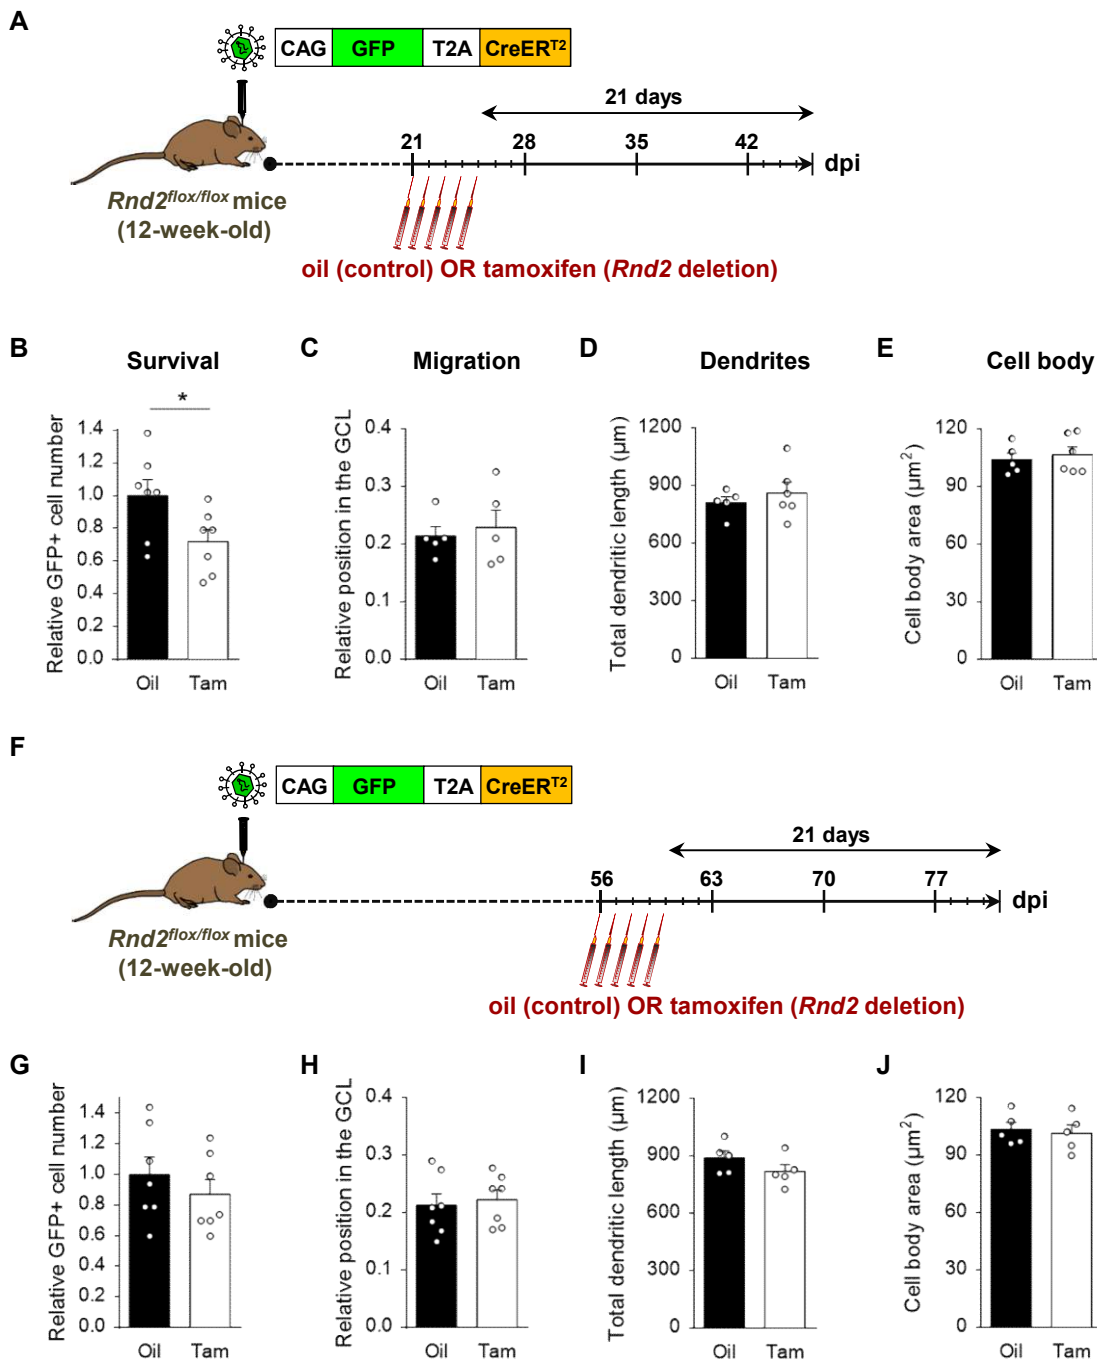 A
CAG GFP T2A CreERT2
21 days
21 28 35 42 dpi
Rnd2flox/flox mice
(12-week-old)
oil (control) OR tamoxifen (Rnd2 deletion)
B Survival
*
Relative GFP+ cell number
1.4
1.2
1.0
0.8
0.6
0.4
0.2
0.0
Oil Tam
C Migration
Relative position in the GCL
0.4
0.3
0.2
0.1
0.0
Oil Tam
D Dendrites
Total dendritic length (µm)
1200
900
600
300
0
Oil Tam
E Cell body
Cell body area (µm2)
120
90
60
30
0
Oil Tam
F
CAG GFP T2A CreERT2
21 days
56 63 70 77 dpi
Rnd2flox/flox mice
(12-week-old)
oil (control) OR tamoxifen (Rnd2 deletion)
G
Relative GFP+ cell number
1.4
1.2
1.0
0.8
0.6
0.4
0.2
0.0
Oil Tam
H
Relative position in the GCL
0.4
0.3
0.2
0.1
0.0
Oil Tam
I
Total dendritic length (µm)
1200
900
600
300
0
Oil Tam
J
Cell body area (µm2)
120
90
60
30
0
Oil Tam